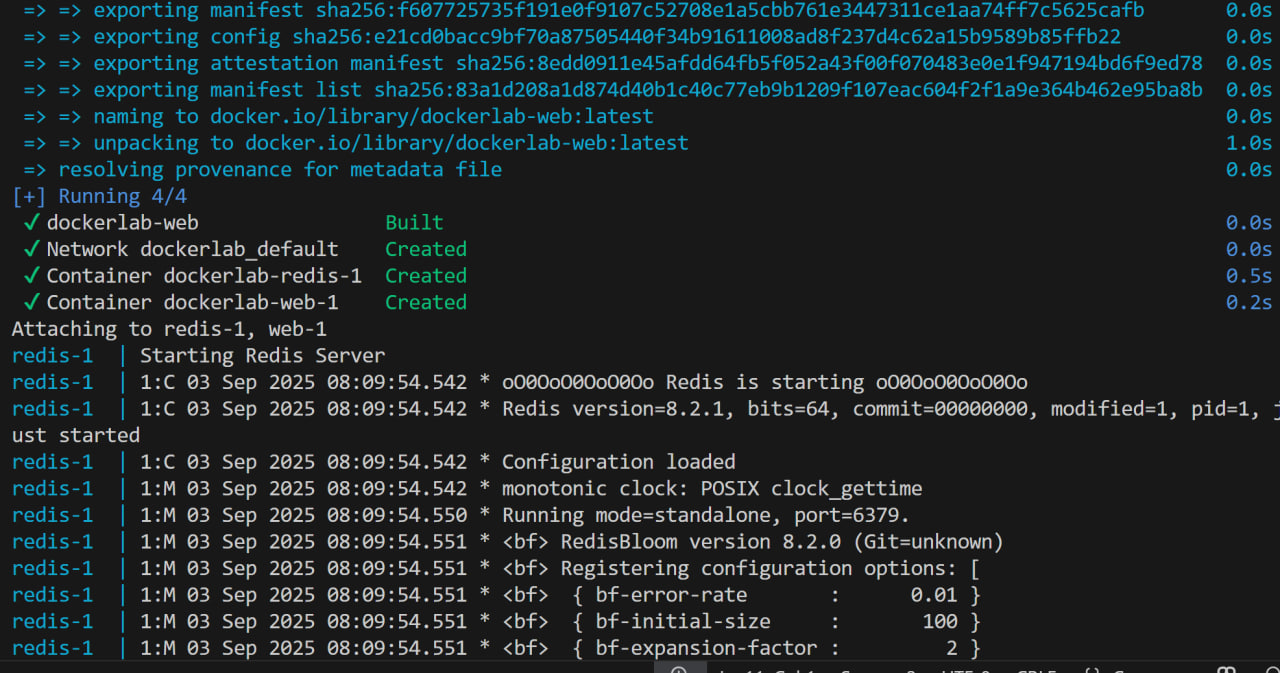 => => exporting manifest sha256:f607725735f191e0f9107c52708e1a5cbb761e3447311ce1aa74ff7c5625cafb 0.0s
=> => exporting config sha256:e21cd0bacc9bf70a87505440f34b91611008ad8f237d4c62a15b9589b85ffb22 0.0s
=> => exporting attestation manifest sha256:8edd0911e45afdd64fb5f052a43f00f070483e0e1f947194bd6f9ed78 0.0s
=> => exporting manifest list sha256:83a1d208a1d874d40b1c40c77eb9b1209f107eac604f2f1a9e364b462e95ba8b 0.0s
=> => naming to docker.io/library/dockerlab-web:latest 0.0s
=> => unpacking to docker.io/library/dockerlab-web:latest 1.0s
=> resolving provenance for metadata file 0.0s
[+] Running 4/4
✓ dockerlab-web Built 0.0s
✓ Network dockerlab_default Created 0.0s
✓ Container dockerlab-redis-1 Created 0.5s
✓ Container dockerlab-web-1 Created 0.2s
Attaching to redis-1, web-1
redis-1 | Starting Redis Server
redis-1 | 1:C 03 Sep 2025 08:09:54.542 * oO0OoO0OoO0Oo Redis is starting oO0OoO0OoO0Oo
redis-1 | 1:C 03 Sep 2025 08:09:54.542 * Redis version=8.2.1, bits=64, commit=00000000, modified=1, pid=1, j
ust started
redis-1 | 1:C 03 Sep 2025 08:09:54.542 * Configuration loaded
redis-1 | 1:M 03 Sep 2025 08:09:54.542 * monotonic clock: POSIX clock_gettime
redis-1 | 1:M 03 Sep 2025 08:09:54.550 * Running mode=standalone, port=6379.
redis-1 | 1:M 03 Sep 2025 08:09:54.551 * <bf> RedisBloom version 8.2.0 (Git=unknown)
redis-1 | 1:M 03 Sep 2025 08:09:54.551 * <bf> Registering configuration options: [
redis-1 | 1:M 03 Sep 2025 08:09:54.551 * <bf> { bf-error-rate : 0.01 }
redis-1 | 1:M 03 Sep 2025 08:09:54.551 * <bf> { bf-initial-size : 100 }
redis-1 | 1:M 03 Sep 2025 08:09:54.551 * <bf> { bf-expansion-factor : 2 }